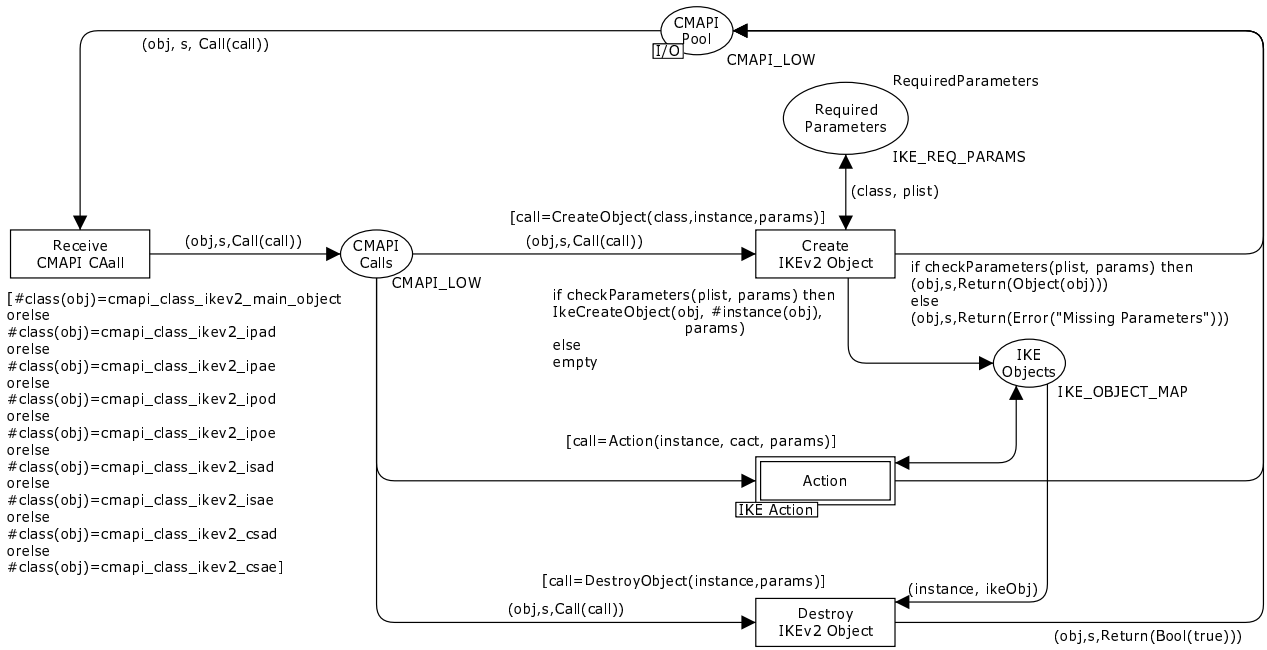 CMAPI
Pool
I/O
CMAPI_LOW
(obj, s, Call(call))
RequiredParameters
Required
Parameters
IKE_REQ_PARAMS
(class, plist)
[call=CreateObject(class,instance,params)]
Receive
CMAPI CAall
(obj,s,Call(call))
CMAPI
Calls
CMAPI_LOW
(obj,s,Call(call))
Create
IKEv2 Object
if checkParameters(plist, params) then
(obj,s,Return(Object(obj)))
else
(obj,s,Return(Error("Missing Parameters")))
[#class(obj)=cmapi_class_ikev2_main_object
orelse
#class(obj)=cmapi_class_ikev2_ipad
orelse
#class(obj)=cmapi_class_ikev2_ipae
orelse
#class(obj)=cmapi_class_ikev2_ipod
orelse
#class(obj)=cmapi_class_ikev2_ipoe
orelse
#class(obj)=cmapi_class_ikev2_isad
orelse
#class(obj)=cmapi_class_ikev2_isae
orelse
#class(obj)=cmapi_class_ikev2_csad
orelse
#class(obj)=cmapi_class_ikev2_csae]
if checkParameters(plist, params) then
IkeCreateObject(obj, #instance(obj),
params)
else
empty
IKE
Objects
IKE_OBJECT_MAP
[call=Action(instance, cact, params)]
Action
IKE Action
[call=DestroyObject(instance,params)]
(instance, ikeObj)
(obj,s,Call(call))
Destroy
IKEv2 Object
(obj,s,Return(Bool(true)))